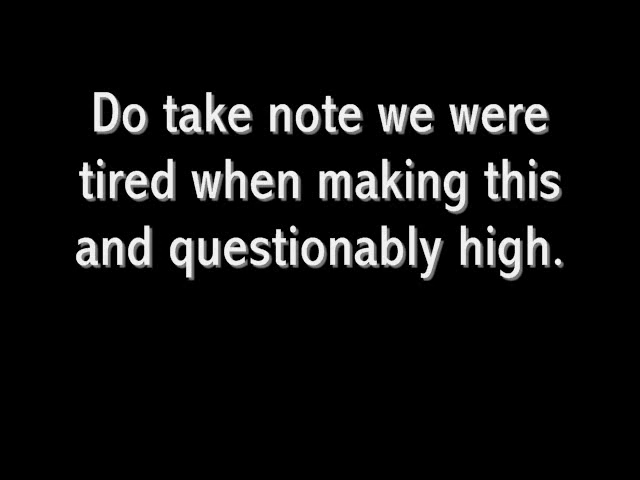 Do take note we were
tired when making this
and questionably high.